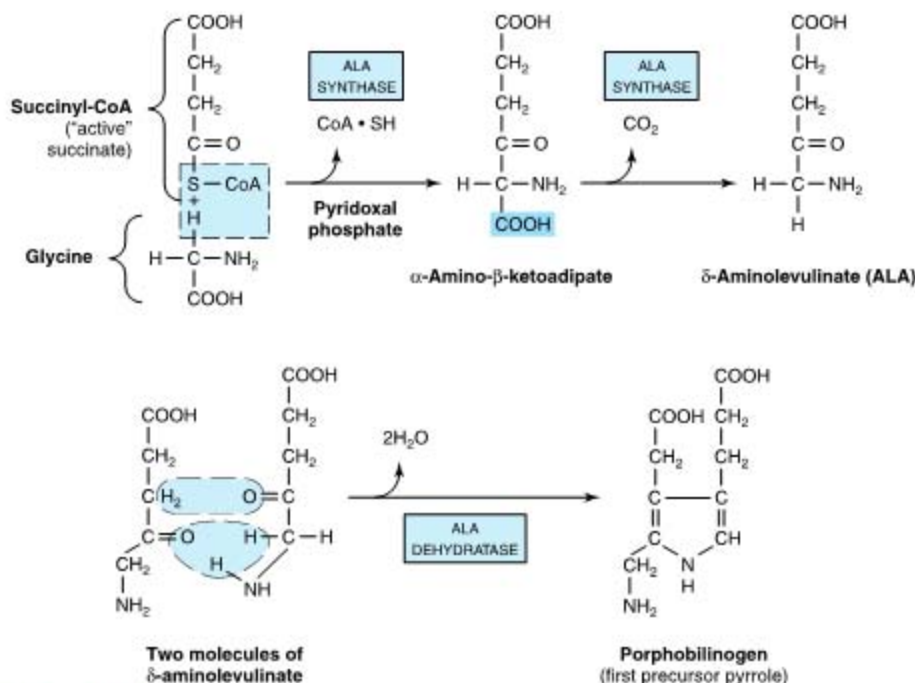 COOH
CH2
CH2
C=O
S—CoA
+
H
H—C—NH2
COOH
Succinyl-CoA
("active"
succinate)
Glycine
ALA
SYNTHASE
CoA • SH
Pyridoxal
phosphate
COOH
CH2
CH2
C=O
H—C—NH2
COOH
α-Amino-β-ketoadipate
ALA
SYNTHASE
CO2
COOH
CH2
CH2
C=O
H—C—NH2
H
δ-Aminolevulinate (ALA)
COOH
CH2
CH2
C=O
CH2
NH2
COOH
CH2
CH2
O=C
H—C—H
H
NH
Two molecules of
δ-aminolevulinate
2H2O
ALA
DEHYDRATASE
COOH
COOH
CH2
CH2
CH2
C
C
C
CH
CH2
N
H
NH2
Porphobilinogen
(first precursor pyrrole)